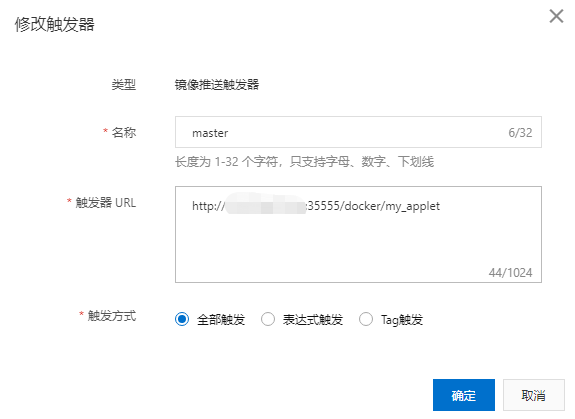 修改触发器
类型 镜像推送触发器
* 名称 master 6/32
长度为 1-32 个字符，只支持字母、数字、下划线
* 触发器 URL http:// :35555/docker/my_applet
44/1024
* 触发方式 全部触发 表达式触发 Tag触发
确定 取消